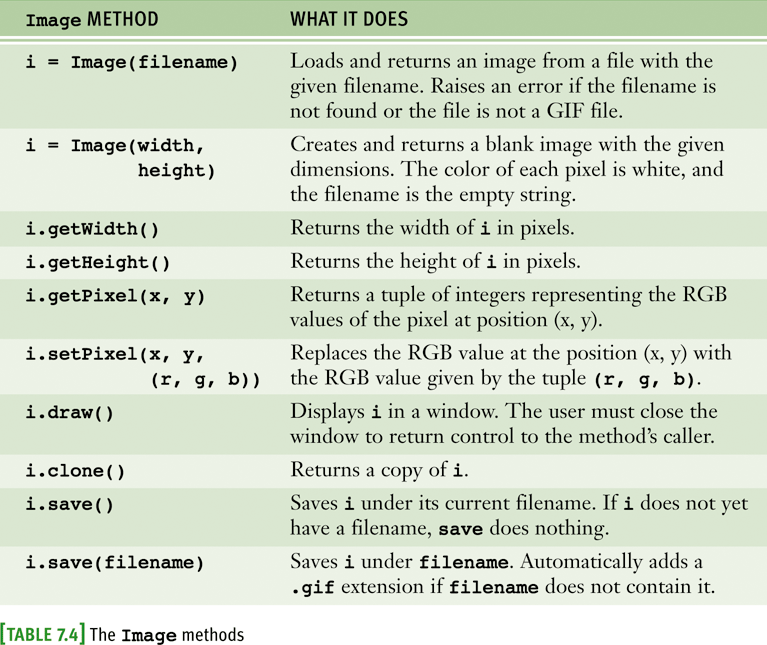 Image METHOD WHAT IT DOES
i = Image(filename) Loads and returns an image from a file with the
given filename. Raises an error if the filename is
not found or the file is not a GIF file.
i = Image(width, Creates and returns a blank image with the given
height) dimensions. The color of each pixel is white, and
the filename is the empty string.
i.getWidth() Returns the width of i in pixels.
i.getHeight() Returns the height of i in pixels.
i.getPixel(x, y) Returns a tuple of integers representing the RGB
values of the pixel at position (x, y).
i.setPixel(x, y, Replaces the RGB value at the position (x, y) with
(r, g, b)) the RGB value given by the tuple (r, g, b).
i.draw() Displays i in a window. The user must close the
window to return control to the method's caller.
i.clone() Returns a copy of i.
i.save() Saves i under its current filename. If i does not yet
have a filename, save does nothing.
i.save(filename) Saves i under filename. Automatically adds a
.gif extension if filename does not contain it.
[TABLE 7.4] The Image methods